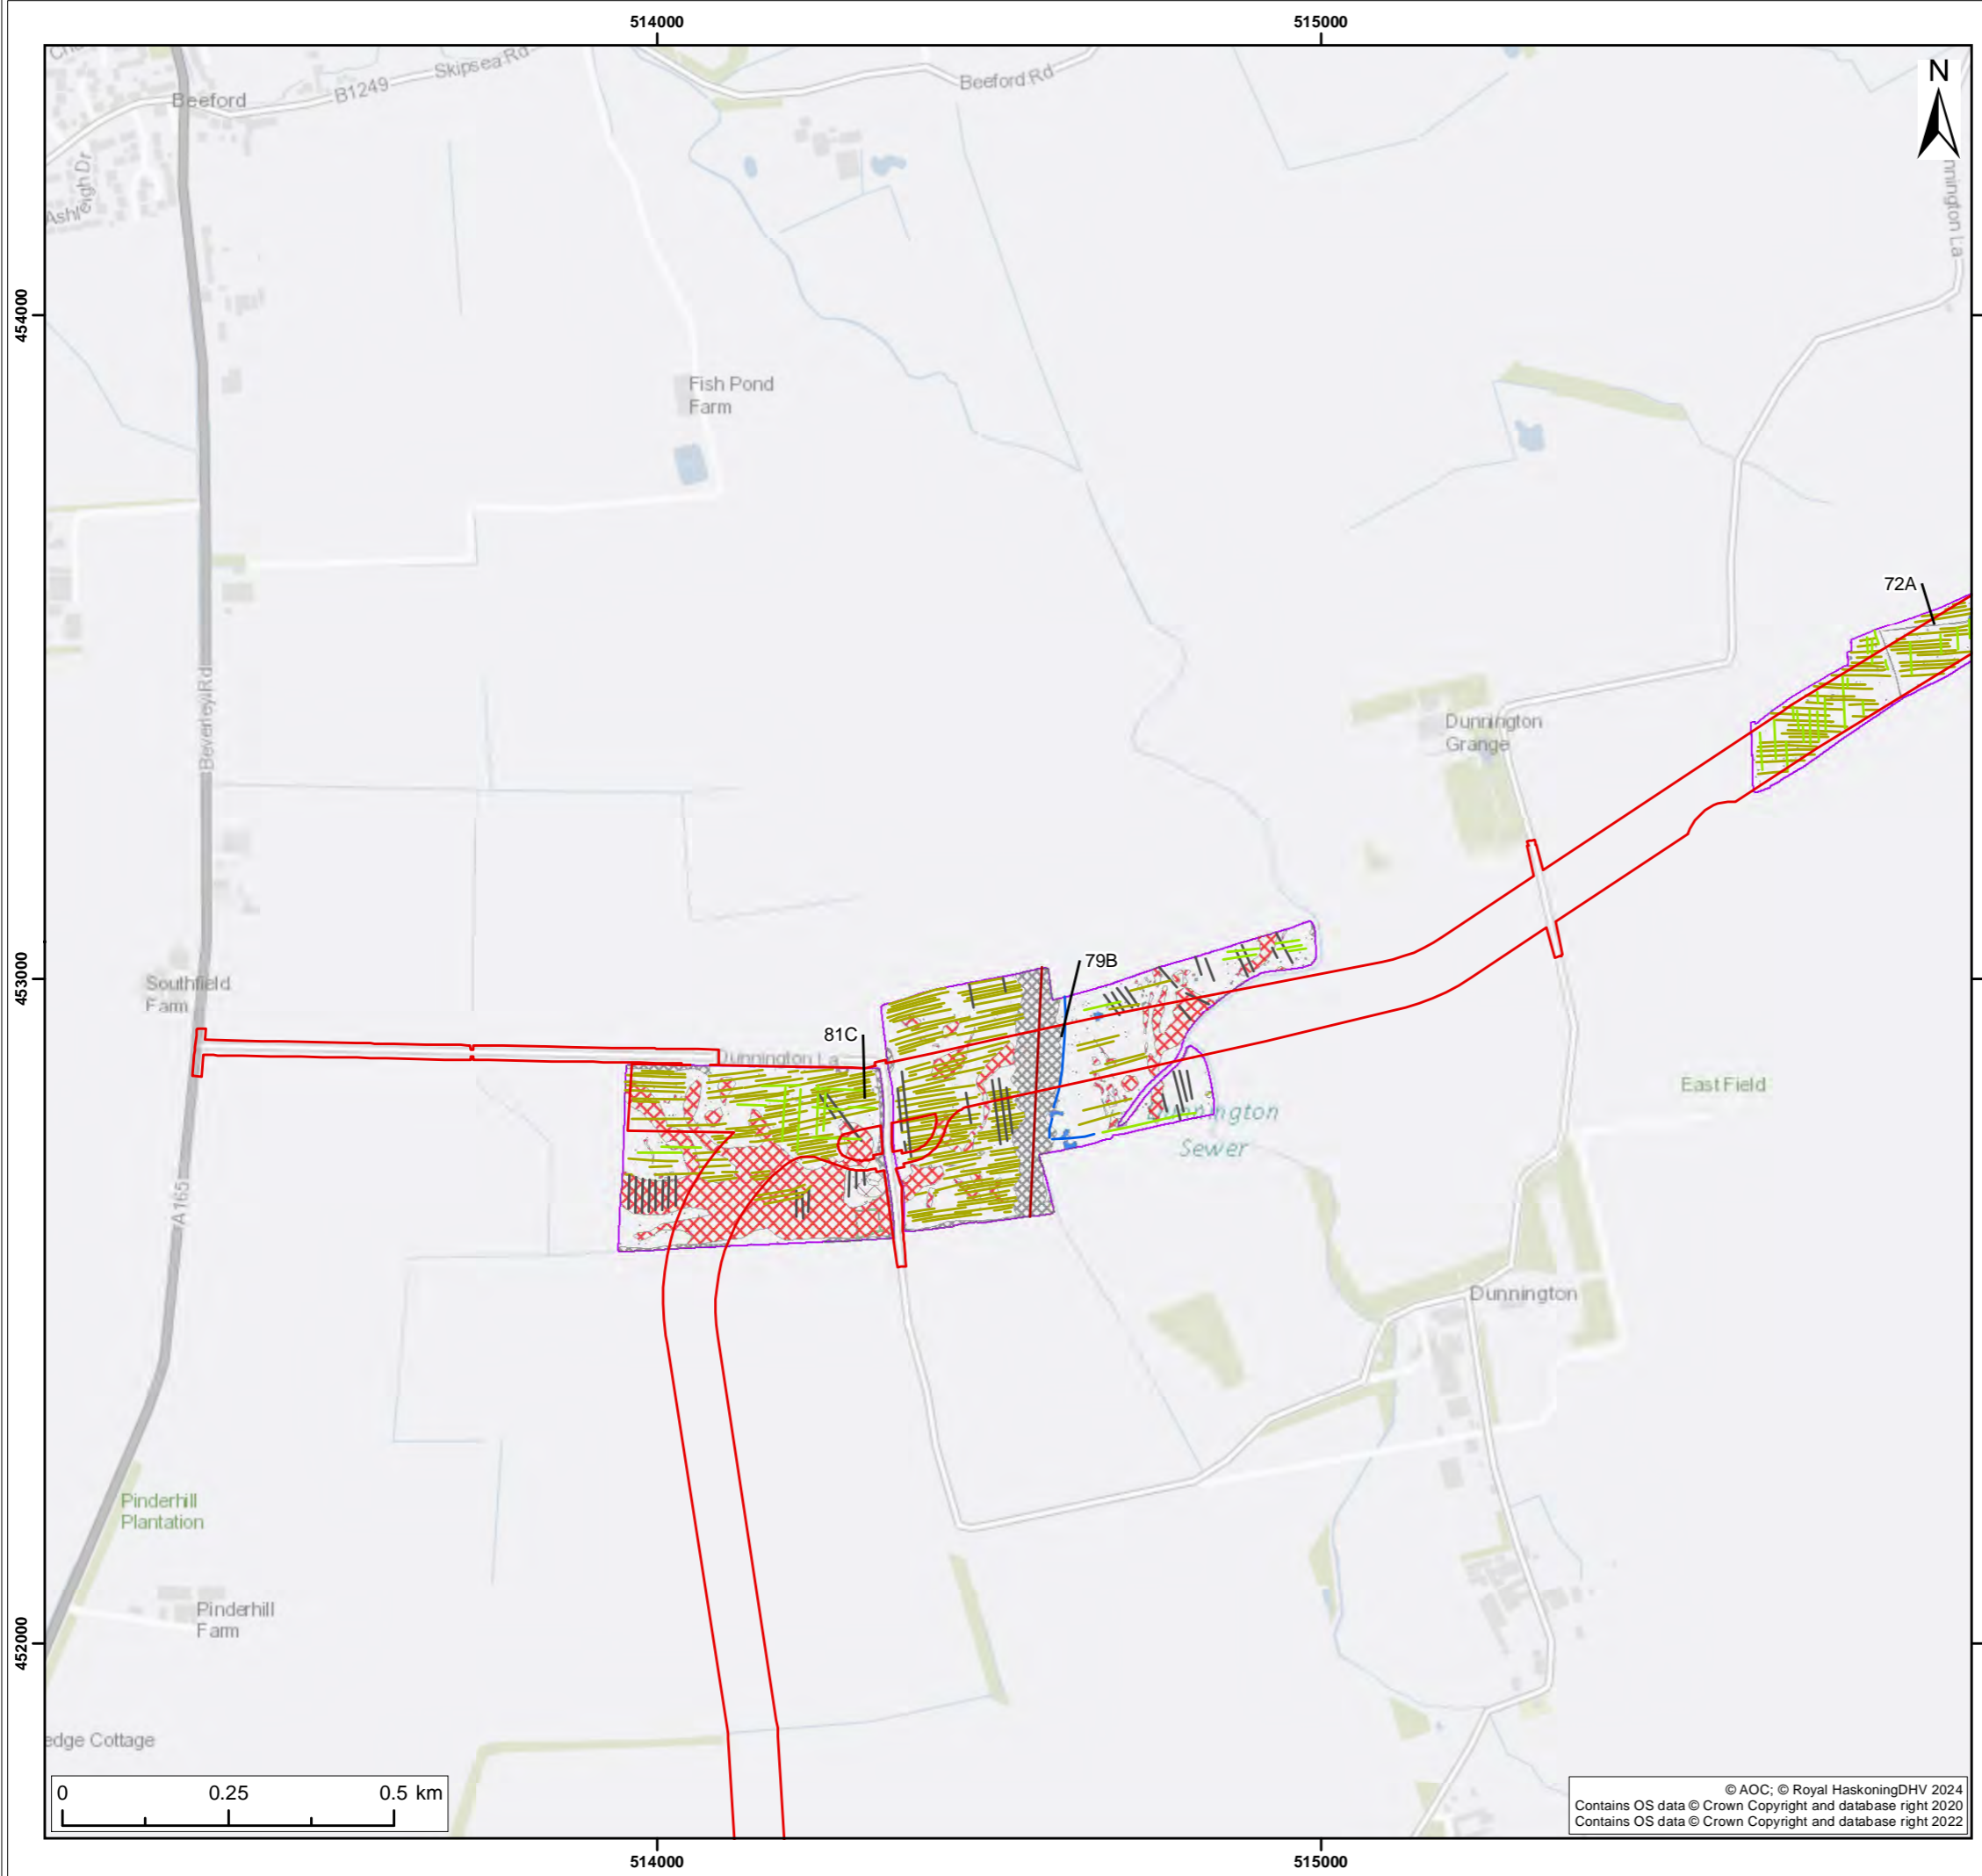 514000
515000
N
Skipsea Rd
B1249
Beeford
Beeford Rd
454000
Fish Pond
Farm
72A
Beverley Rd
Dunnington
Grange
79B
453000
Southfield
Farm
81C
Dunnington La
East Field
Sewer
A165
Dunnington
Pinderhill
Plantation
Pinderhill
Farm
452000
edge Cottage
0 0.25 0.5 km
© AOC; © Royal HaskoningDHV 2024
Contains OS data © Crown Copyright and database right 2020
Contains OS data © Crown Copyright and database right 2022
514000
515000